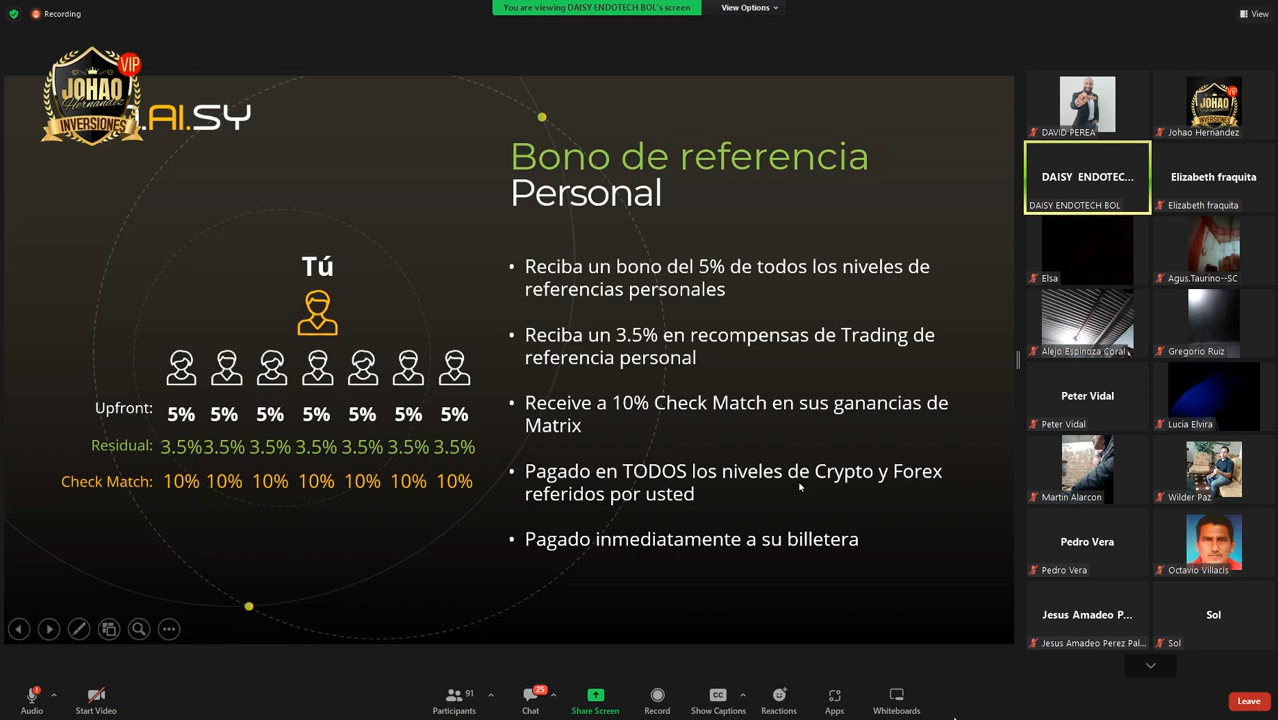 Recording
You are viewing DAISY ENDOTECH BOL's screen
View Options
View
VIP
JOHAO
Hernandez
INVERSIONES
.AI.SY
Bono de referencia
Personal
Tú
Upfront: 5% 5% 5% 5% 5% 5% 5%
Residual: 3.5% 3.5% 3.5% 3.5% 3.5% 3.5% 3.5%
Check Match: 10% 10% 10% 10% 10% 10% 10%
• Reciba un bono del 5% de todos los niveles de
referencias personales
• Reciba un 3.5% en recompensas de Trading de
referencia personal
• Receive a 10% Check Match en sus ganancias de
Matrix
• Pagado en TODOS los niveles de Crypto y Forex
referidos por usted
• Pagado inmediatamente a su billetera
DAVID PEREA
VIP
JOHAO
INVERSIONES
Johao Hernandez
DAISY ENDOTEC...
DAISY ENDOTECH BOL
Elizabeth fraquita
Elizabeth fraquita
Elsa
Agus.Taurino--SC
Alejo Espinoza Coral
Gregorio Ruiz
Peter Vidal
Peter Vidal
Lucia Elvira
Martin Alarcon
Wilder Paz
Pedro Vera
Pedro Vera
Octavio Villacis
Jesus Amadeo P...
Jesus Amadeo Perez Pal...
Sol
Sol
Audio
Start Video
91
Participants
25
Chat
Share Screen
Record
Show Captions
Reactions
Apps
Whiteboards
Leave